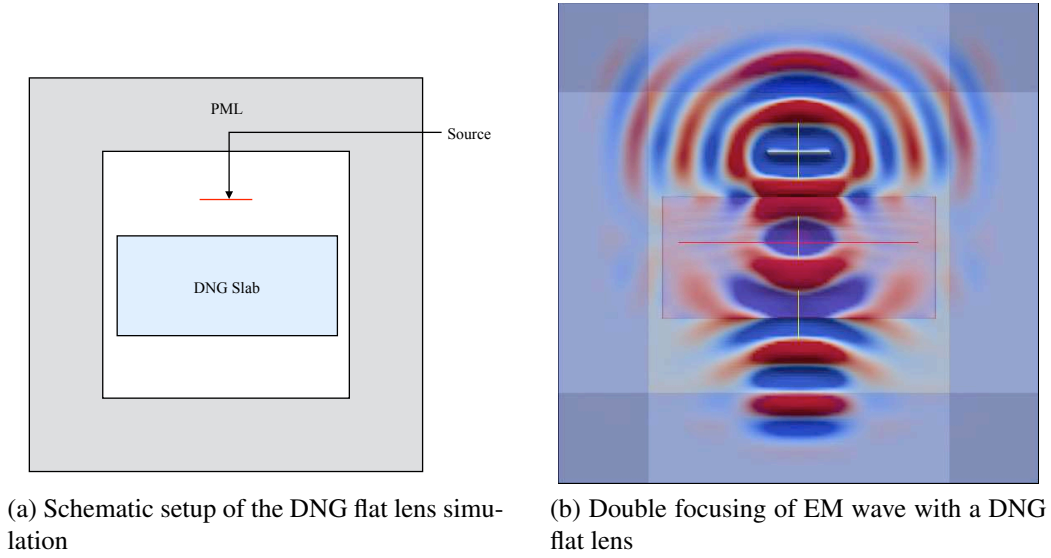 PML
Source
DNG Slab
(a) Schematic setup of the DNG flat lens simu-
lation
(b) Double focusing of EM wave with a DNG
flat lens